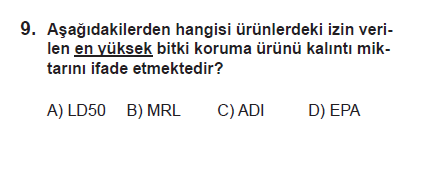 9. Aşağıdakilerden hangisi ürünlerdeki izin veri-
len en yüksek bitki koruma ürünü kalıntı mik-
tarını ifade etmektedir?
A) LD50 B) MRL C) ADI D) EPA